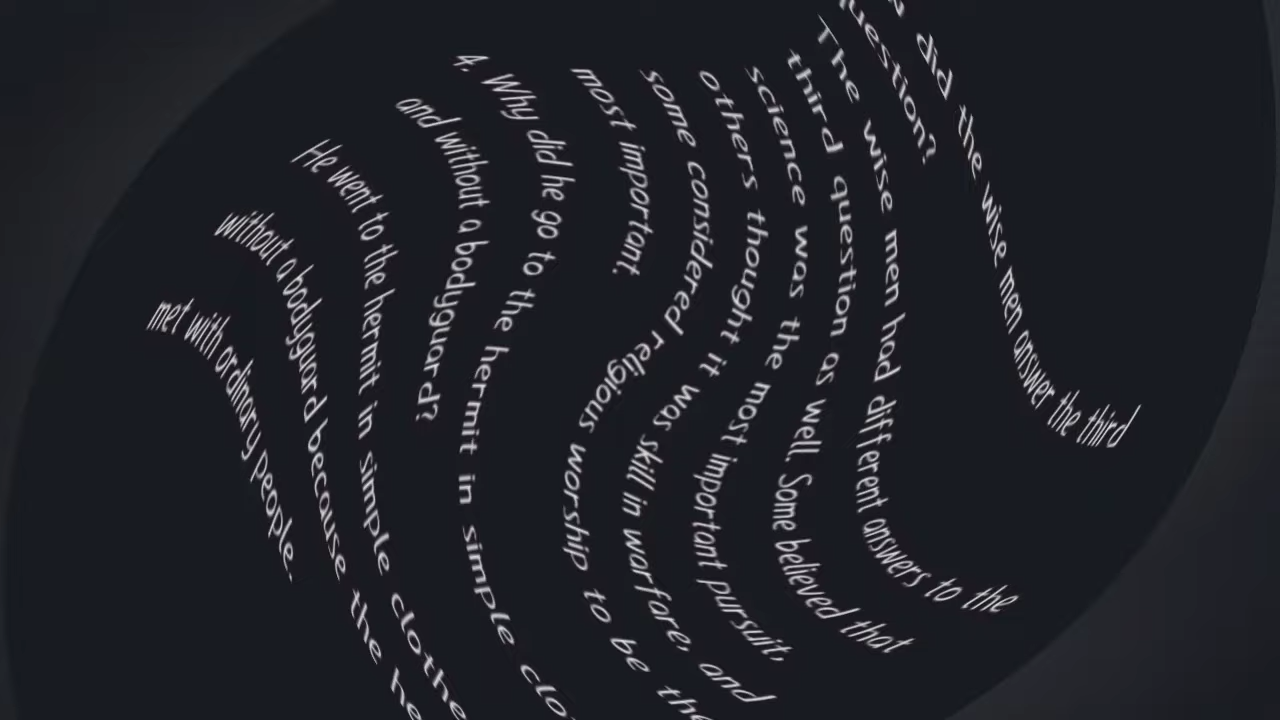 did the wise men answer the third
question?
The wise men had different answers to the
third question as well. Some believed that
science was the most important pursuit,
others thought it was skill in warfare, and
some considered religious worship to be the
most important.
4. Why did he go to the hermit in simple
and without a bodyguard?
He went to the hermit in simple
without a bodyguard because the
met with ordinary people.